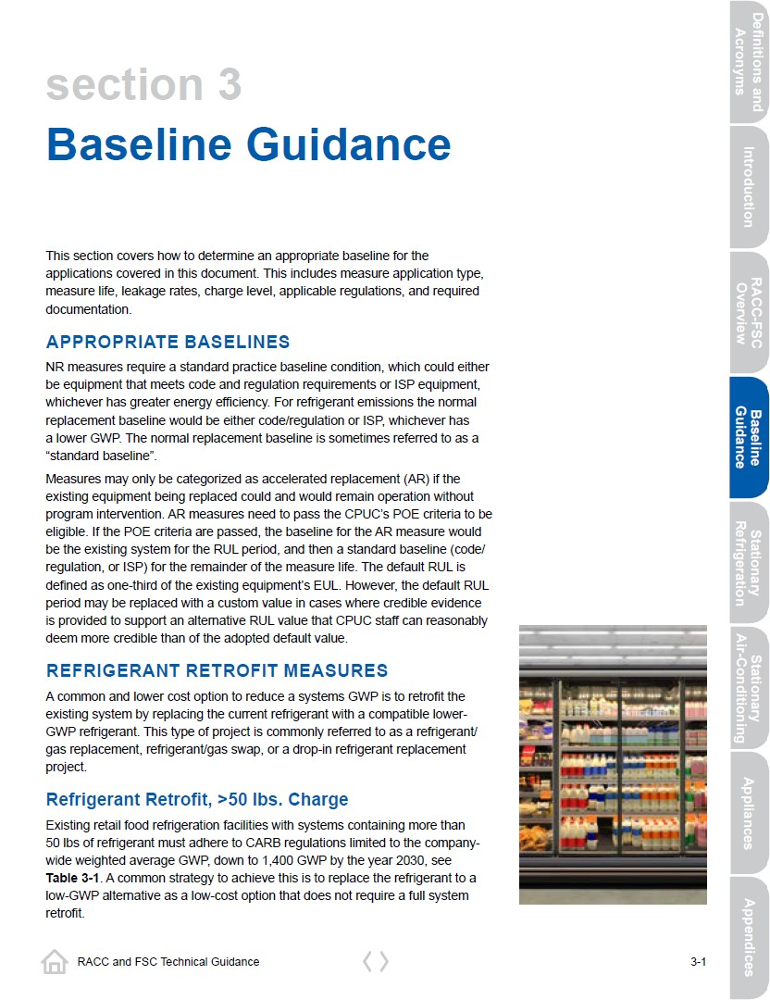 section 3
Baseline Guidance
This section covers how to determine an appropriate baseline for the
applications covered in this document. This includes measure application type,
measure life, leakage rates, charge level, applicable regulations, and required
documentation.
APPROPRIATE BASELINES
NR measures require a standard practice baseline condition, which could either
be equipment that meets code and regulation requirements or ISP equipment,
whichever has greater energy efficiency. For refrigerant emissions the normal
replacement baseline would be either code/regulation or ISP, whichever has
a lower GWP. The normal replacement baseline is sometimes referred to as a
“standard baseline”.
Measures may only be categorized as accelerated replacement (AR) if the
existing equipment being replaced could and would remain operation without
program intervention. AR measures need to pass the CPUC’s POE criteria to be
eligible. If the POE criteria are passed, the baseline for the AR measure would
be the existing system for the RUL period, and then a standard baseline (code/
regulation, or ISP) for the remainder of the measure life. The default RUL is
defined as one-third of the existing equipment’s EUL. However, the default RUL
period may be replaced with a custom value in cases where credible evidence
is provided to support an alternative RUL value that CPUC staff can reasonably
deem more credible than of the adopted default value.
REFRIGERANT RETROFIT MEASURES
A common and lower cost option to reduce a systems GWP is to retrofit the
existing system by replacing the current refrigerant with a compatible lower-
GWP refrigerant. This type of project is commonly referred to as a refrigerant/
gas replacement, refrigerant/gas swap, or a drop-in refrigerant replacement
project.
Refrigerant Retrofit, >50 lbs. Charge
Existing retail food refrigeration facilities with systems containing more than
50 lbs of refrigerant must adhere to CARB regulations limited to the company-
wide weighted average GWP, down to 1,400 GWP by the year 2030, see
Table 3-1. A common strategy to achieve this is to replace the refrigerant to a
low-GWP alternative as a low-cost option that does not require a full system
retrofit.
RACC and FSC Technical Guidance
3-1
Definitions and
Acronyms
Introduction
RACC-FSC
Overview
Baseline
Guidance
Stationary
Refrigeration
Stationary
Air-Conditioning
Appliances
Appendices